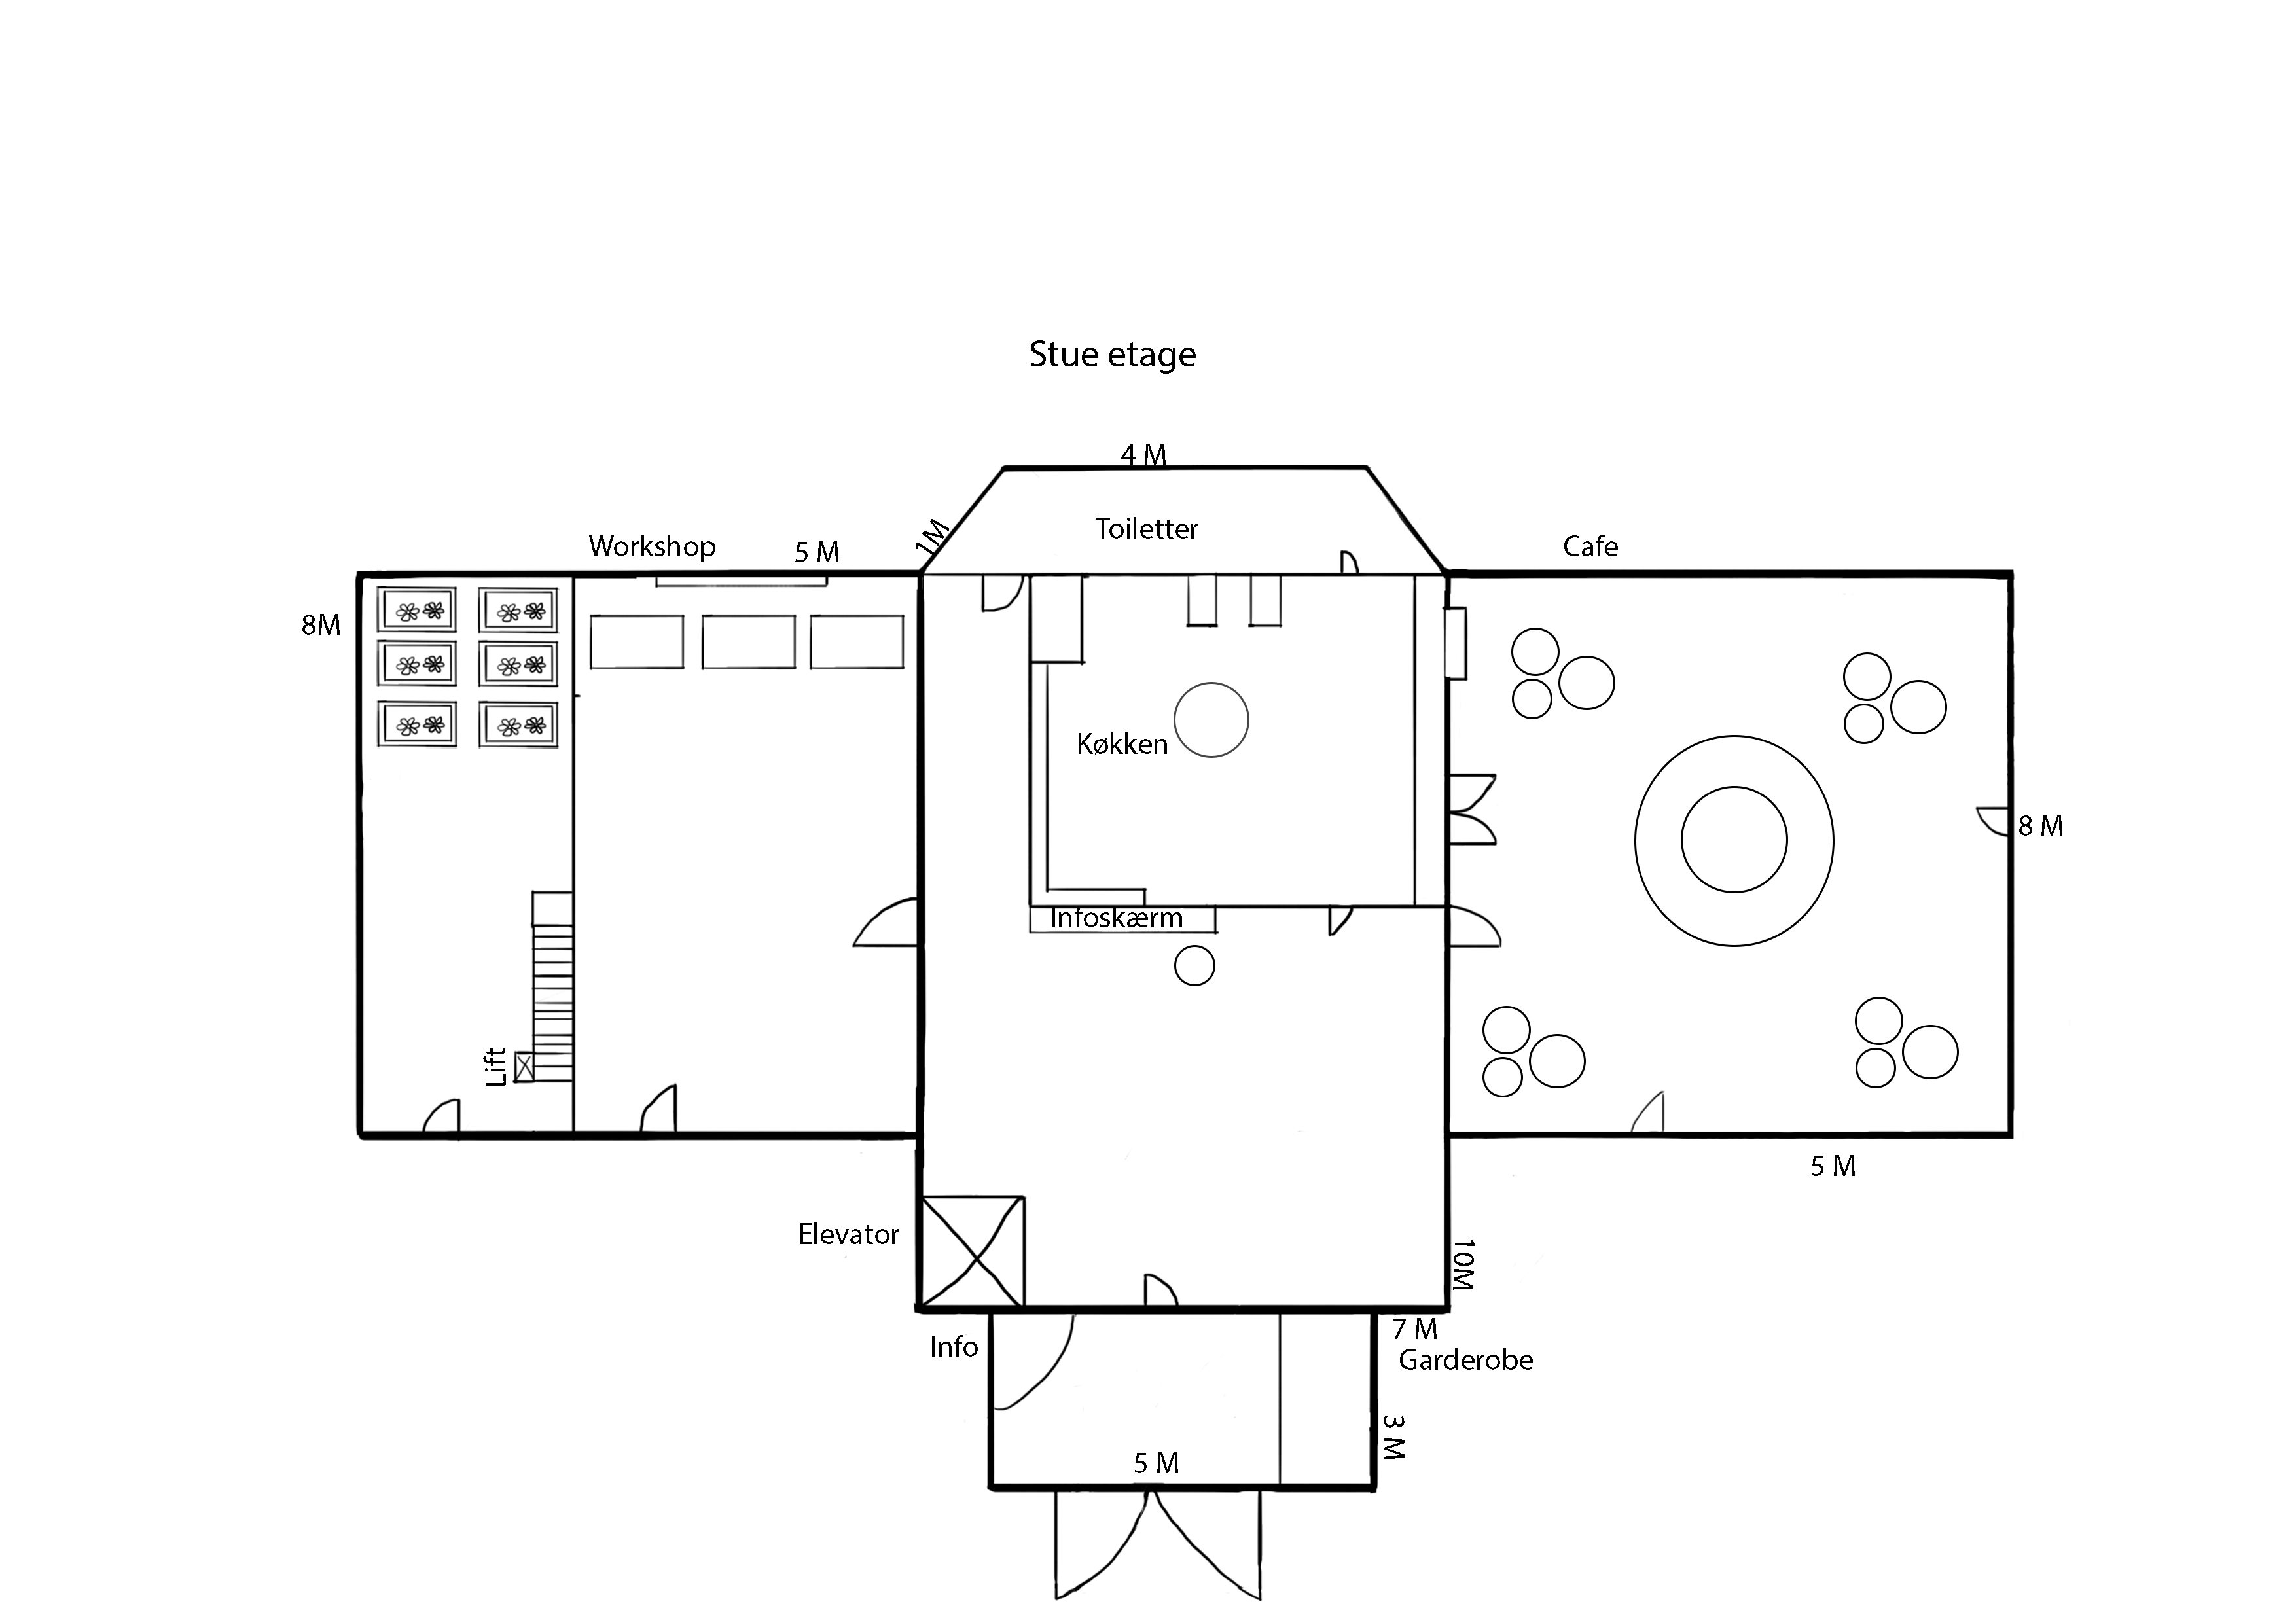 Stue etage
4 M
1M
Toiletter
Workshop
5 M
Cafe
8M
Køkken
8 M
Infoskærm
Lift
5 M
Elevator
10M
7 M
Info
Garderobe
3 M
5 M